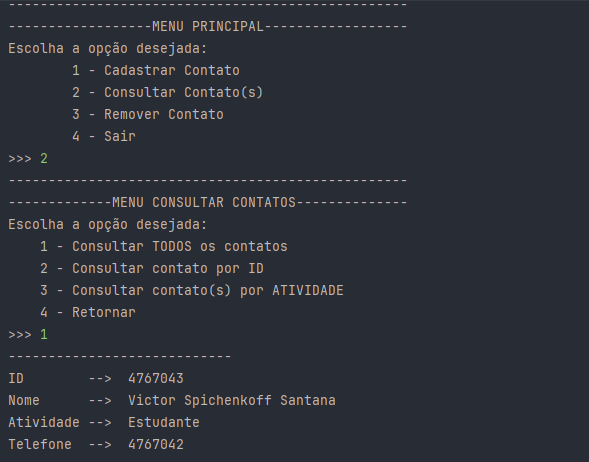 --------------------------------------------------
------------------MENU PRINCIPAL------------------
Escolha a opção desejada:
        1 - Cadastrar Contato
        2 - Consultar Contato(s)
        3 - Remover Contato
        4 - Sair
>>> 2
--------------------------------------------------
-------------MENU CONSULTAR CONTATOS--------------
Escolha a opção desejada:
    1 - Consultar TODOS os contatos
    2 - Consultar contato por ID
    3 - Consultar contato(s) por ATIVIDADE
    4 - Retornar
>>> 1
----------------------------
ID        -->  4767043
Nome      -->  Victor Spichenkoff Santana
Atividade -->  Estudante
Telefone  -->  4767042